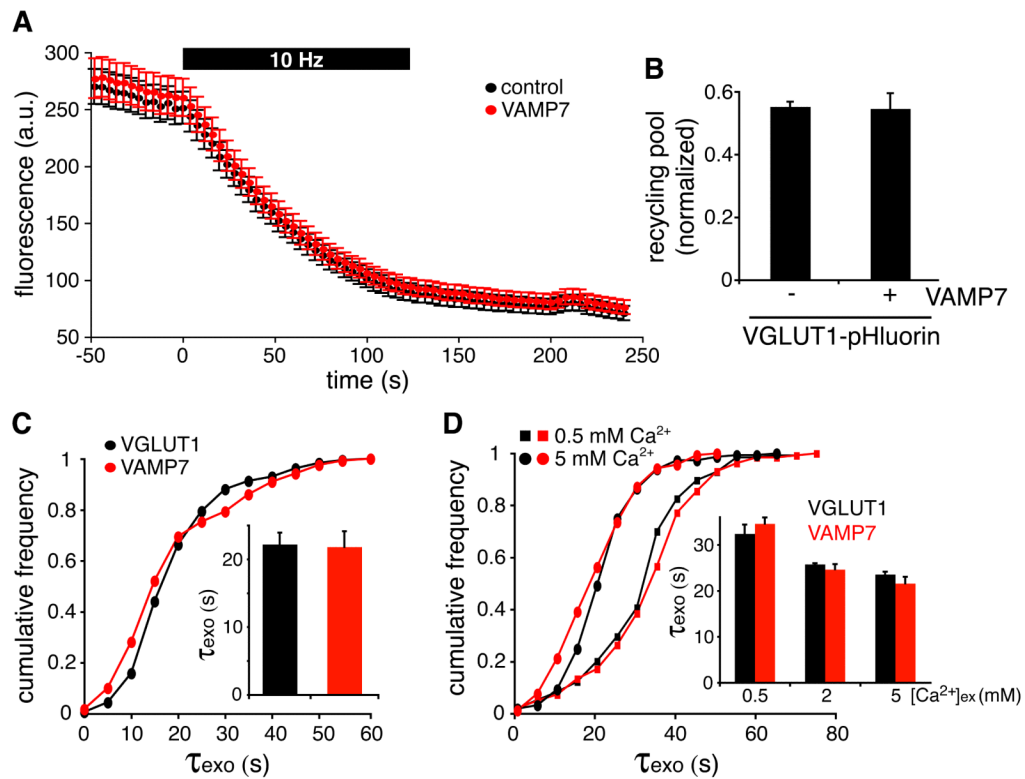 A
10 Hz
300
250
200
150
100
50
fluorescence (a.u.)
control
VAMP7
-50 0 50 100 150 200 250
time (s)
B
0.6
0.4
0.2
0
recycling pool
(normalized)
- + VAMP7
VGLUT1-pHluorin
C
VGLUT1
VAMP7
1
0.8
0.6
0.4
0.2
0
cumulative frequency
0 10 20 30 40 50 60
τexo (s)
20
10
0
τexo (s)
D
0.5 mM Ca²⁺
5 mM Ca²⁺
1
0.8
0.6
0.4
0.2
0
cumulative frequency
0 20 40 60 80
τexo (s)
VGLUT1
VAMP7
30
20
10
0
τexo (s)
0.5 2 5 [Ca²⁺]ex (mM)